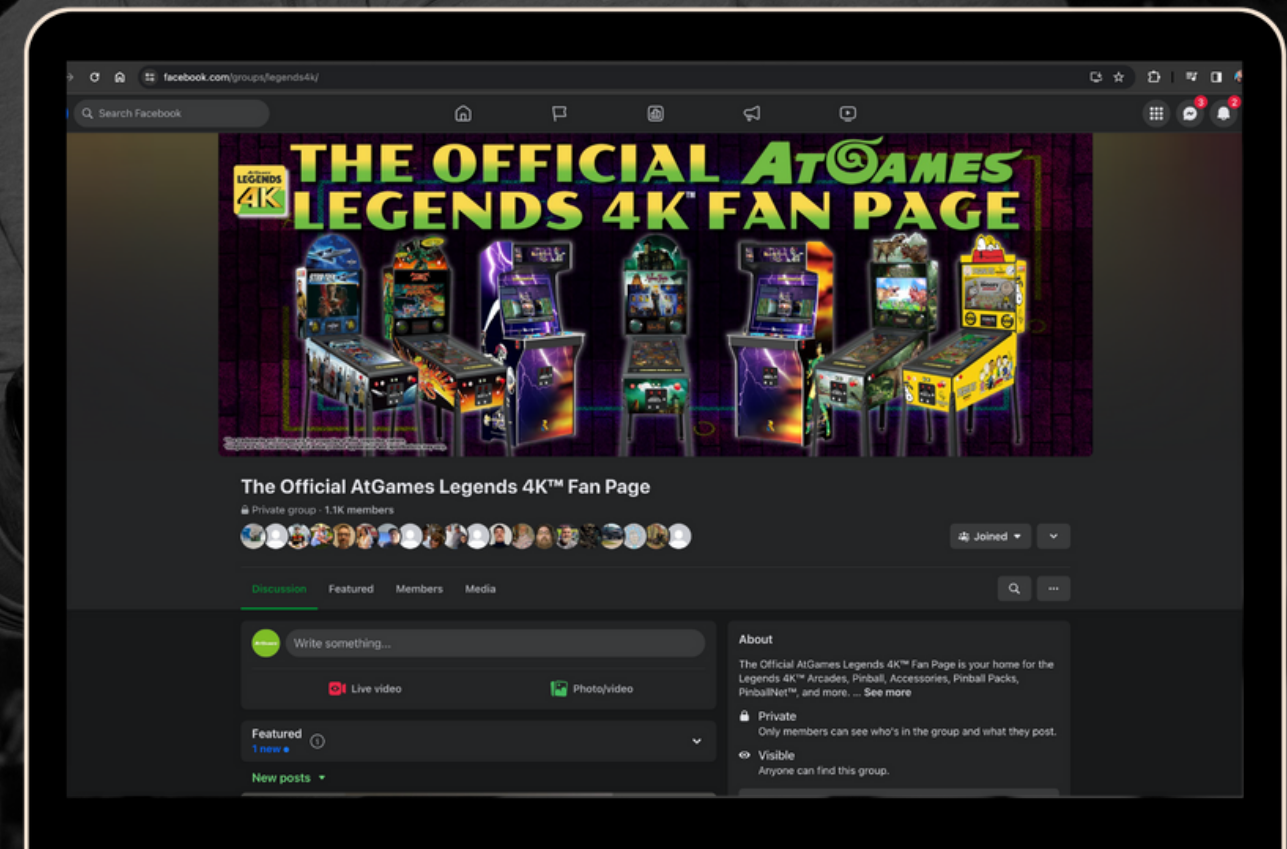 facebook.com/groups/legends4k/
Search Facebook
3
2
AtGames
LEGENDS
4K
THE OFFICIAL ATGAMES
LEGENDS 4K™ FAN PAGE
The Official AtGames Legends 4K™ Fan Page
Private group · 1.1K members
Joined
Discussion
Featured
Members
Media
AtGames
Write something...
Live video
Photo/video
Featured
1 new
New posts
About
The Official AtGames Legends 4K™ Fan Page is your home for the
Legends 4K™ Arcades, Pinball, Accessories, Pinball Packs,
PinballNet™, and more. ... See more
Private
Only members can see who's in the group and what they post.
Visible
Anyone can find this group.